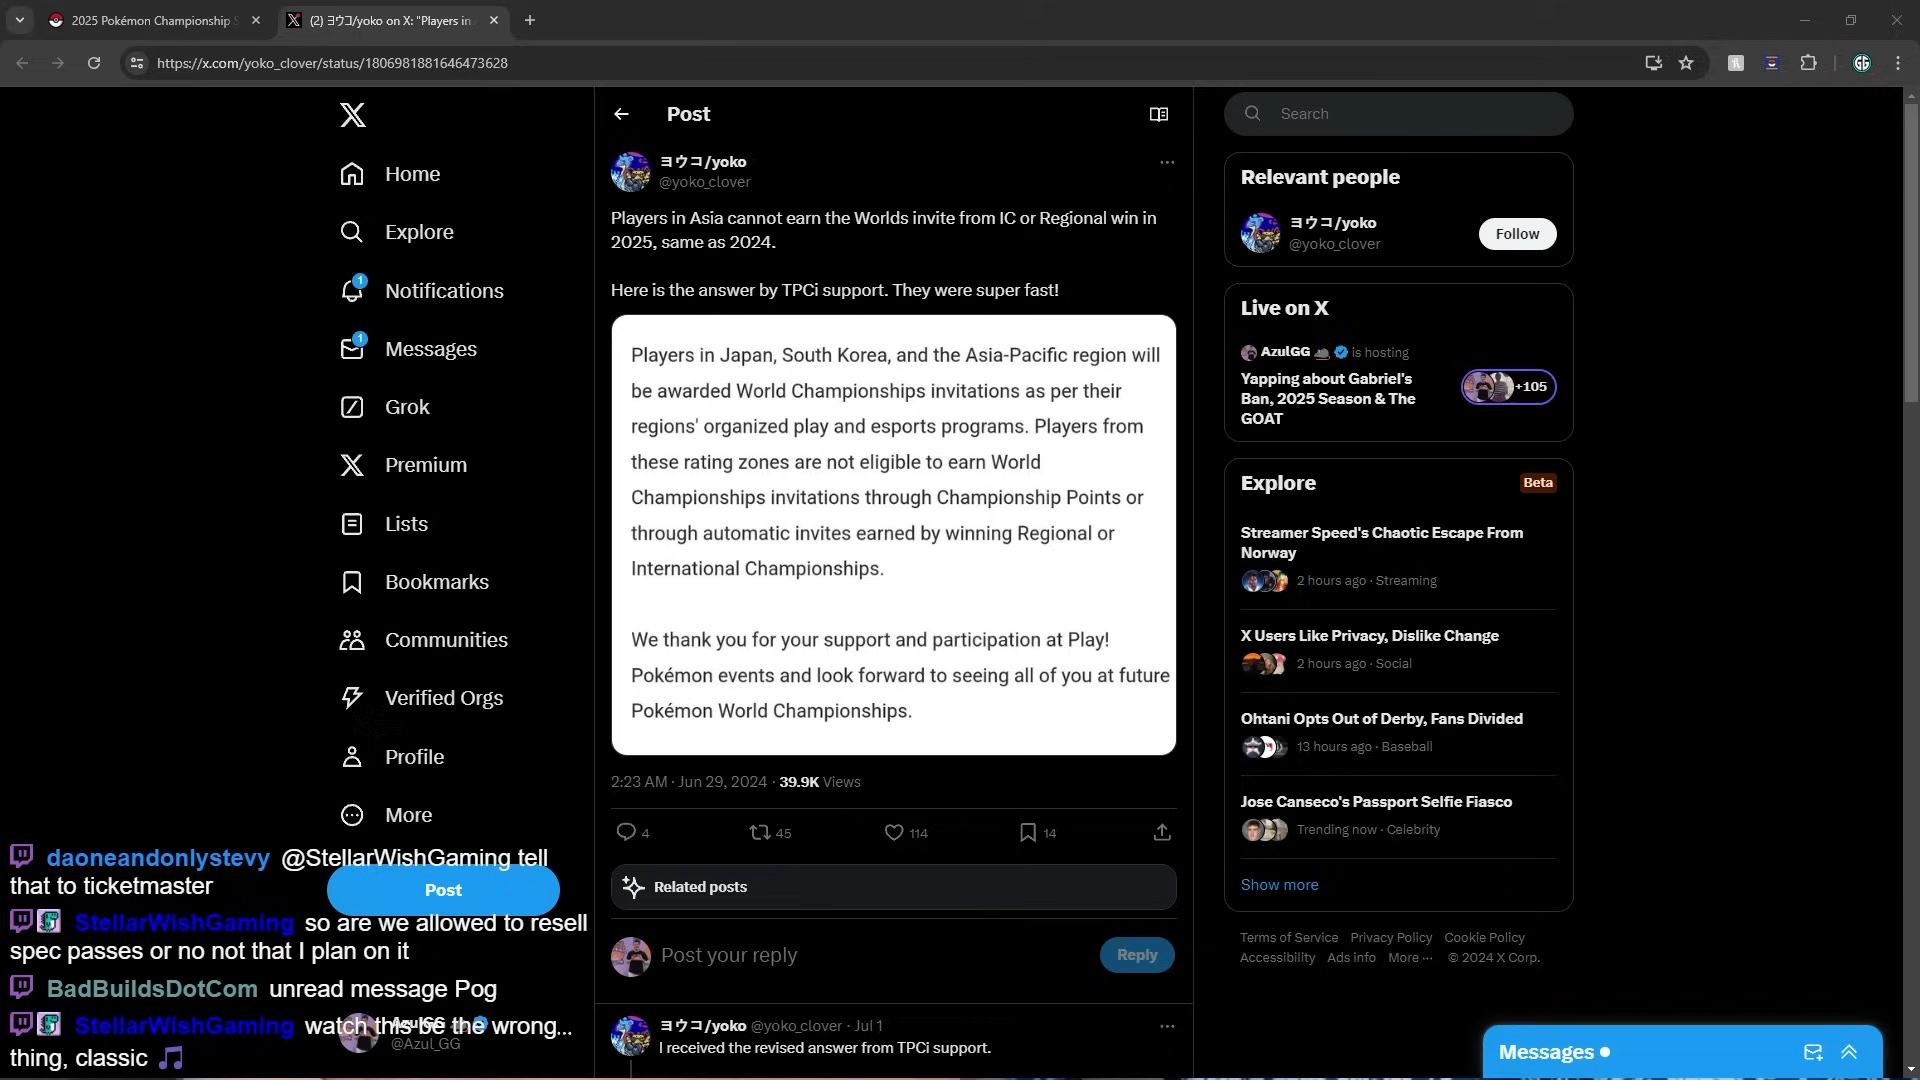 2025 Pokémon Championship S
(2) ヨウコ/yoko on X: "Players in
https://x.com/yoko_clover/status/1806981881646473628
Home
Explore
1
Notifications
1
Messages
Grok
Premium
Lists
Bookmarks
Communities
Verified Orgs
Profile
More
Post
AzulGG
@Azul_GG
daoneandonlystevy @StellarWishGaming tell
that to ticketmaster
StellarWishGaming so are we allowed to resell
spec passes or no not that I plan on it
BadBuildsDotCom unread message Pog
StellarWishGaming watch this be the wrong...
thing, classic 🎵
Post
ヨウコ/yoko
@yoko_clover
Players in Asia cannot earn the Worlds invite from IC or Regional win in
2025, same as 2024.
Here is the answer by TPCi support. They were super fast!
Players in Japan, South Korea, and the Asia-Pacific region will
be awarded World Championships invitations as per their
regions' organized play and esports programs. Players from
these rating zones are not eligible to earn World
Championships invitations through Championship Points or
through automatic invites earned by winning Regional or
International Championships.
We thank you for your support and participation at Play!
Pokémon events and look forward to seeing all of you at future
Pokémon World Championships.
2:23 AM · Jun 29, 2024 · 39.9K Views
4 45 114 14
Related posts
Post your reply
Reply
ヨウコ/yoko @yoko_clover · Jul 1
I received the revised answer from TPCi support.
Search
Relevant people
ヨウコ/yoko
@yoko_clover
Follow
Live on X
AzulGG is hosting
Yapping about Gabriel's
Ban, 2025 Season & The
GOAT
+105
Explore
Beta
Streamer Speed's Chaotic Escape From
Norway
2 hours ago · Streaming
X Users Like Privacy, Dislike Change
2 hours ago · Social
Ohtani Opts Out of Derby, Fans Divided
13 hours ago · Baseball
Jose Canseco's Passport Selfie Fiasco
Trending now · Celebrity
Show more
Terms of Service Privacy Policy Cookie Policy
Accessibility Ads info More ··· © 2024 X Corp.
Messages